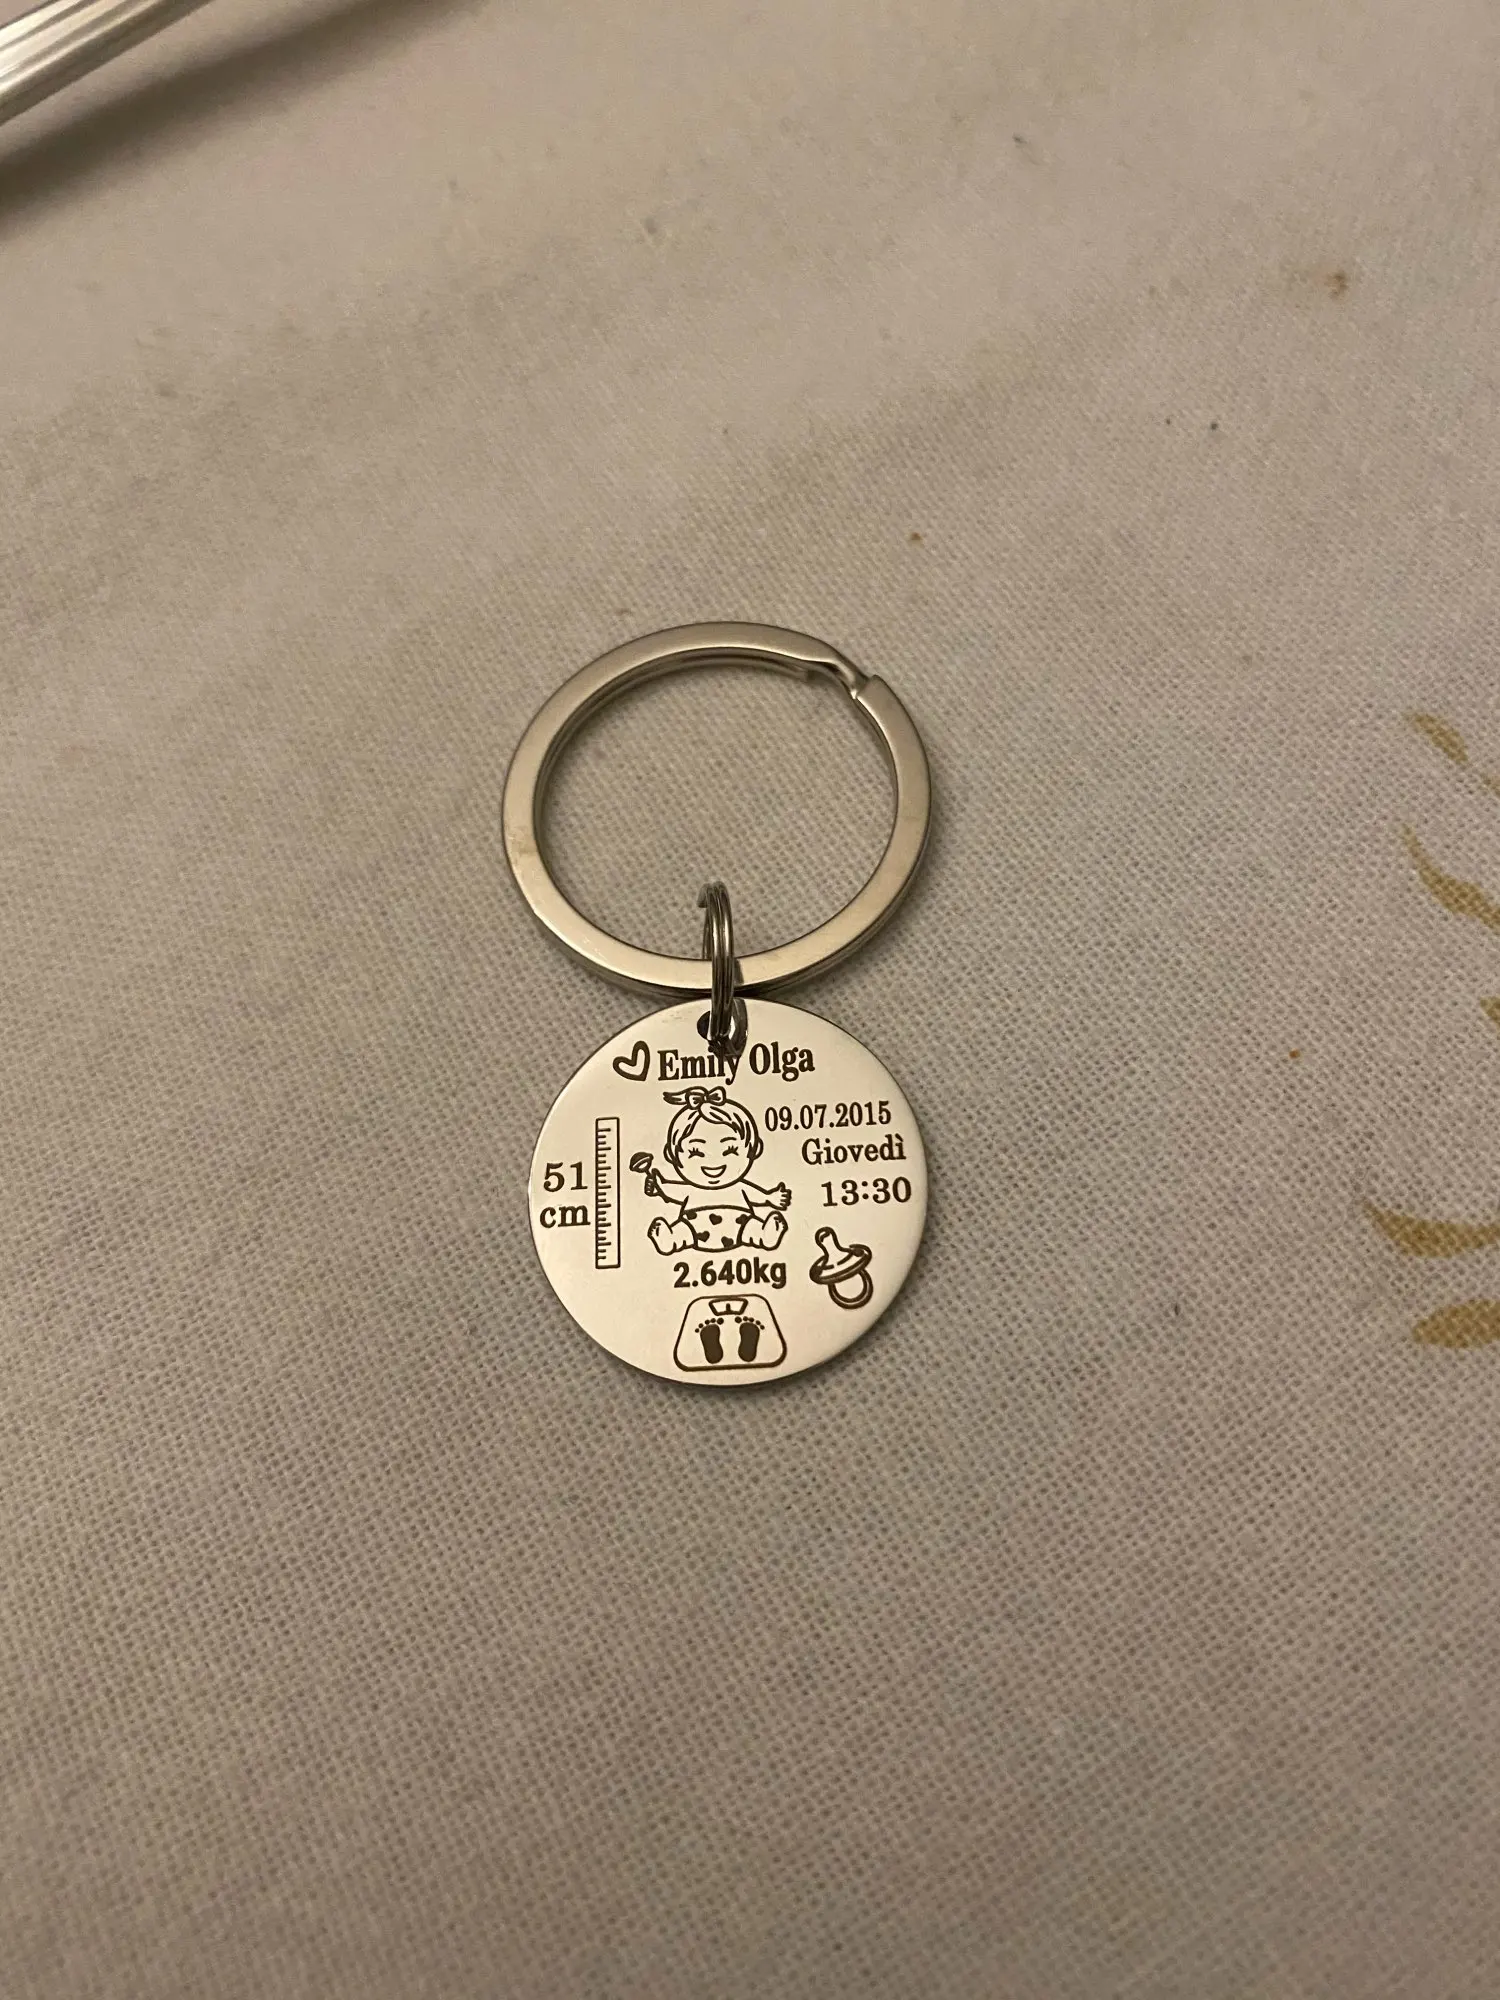 Emily Olga
09.07.2015
Giovedì
13:30
51
cm
2.640kg